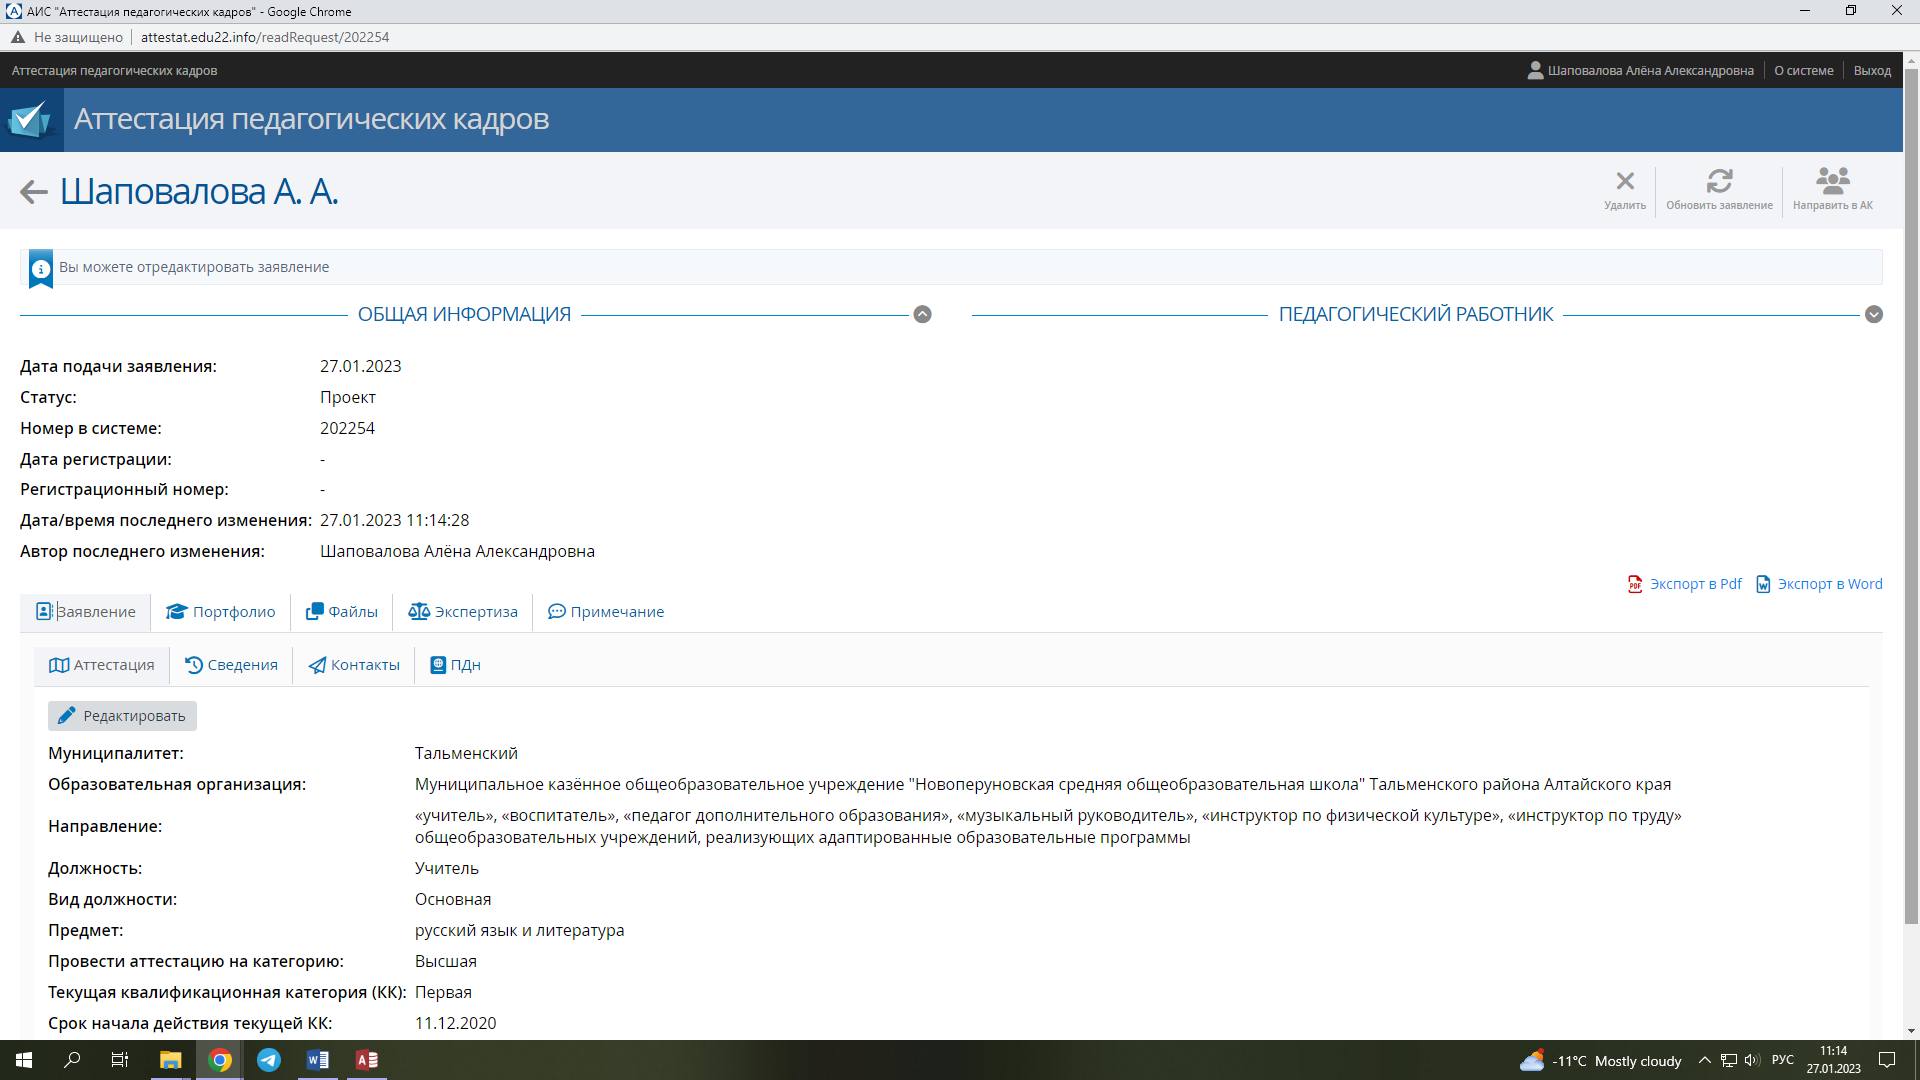 АИС "Аттестация педагогических кадров" - Google Chrome
Не защищено attestat.edu22.info/readRequest/202254
Аттестация педагогических кадров Шаповалова Алёна Александровна О системе Выход
Аттестация педагогических кадров
Шаповалова А. А. Удалить Обновить заявление Направить в АК
Вы можете отредактировать заявление
ОБЩАЯ ИНФОРМАЦИЯ ПЕДАГОГИЧЕСКИЙ РАБОТНИК
Дата подачи заявления: 27.01.2023
Статус: Проект
Номер в системе: 202254
Дата регистрации: -
Регистрационный номер: -
Дата/время последнего изменения: 27.01.2023 11:14:28
Автор последнего изменения: Шаповалова Алёна Александровна
Экспорт в Pdf Экспорт в Word
Заявление Портфолио Файлы Экспертиза Примечание
Аттестация Сведения Контакты ПДн
Редактировать
Муниципалитет: Тальменский
Образовательная организация: Муниципальное казённое общеобразовательное учреждение "Новоперуновская средняя общеобразовательная школа" Тальменского района Алтайского края
Направление: «учитель», «воспитатель», «педагог дополнительного образования», «музыкальный руководитель», «инструктор по физической культуре», «инструктор по труду»
общеобразовательных учреждений, реализующих адаптированные образовательные программы
Должность: Учитель
Вид должности: Основная
Предмет: русский язык и литература
Провести аттестацию на категорию: Высшая
Текущая квалификационная категория (КК): Первая
Срок начала действия текущей КК: 11.12.2020
-11°C Mostly cloudy РУС 11:14
27.01.2023